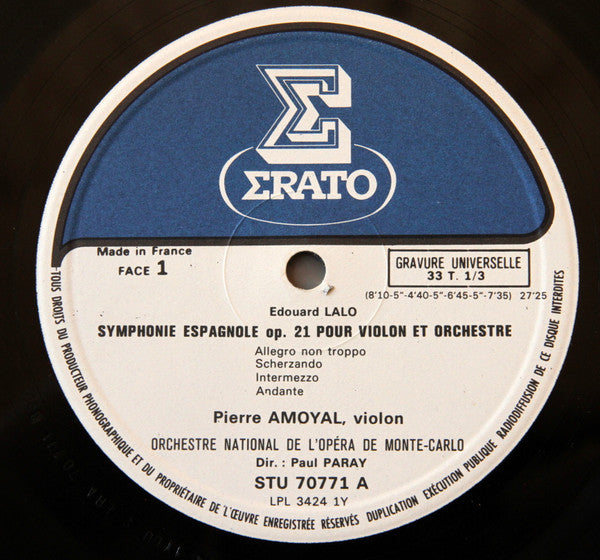 ΣRATO
Made in France
FACE 1
GRAVURE UNIVERSELLE
33 T. 1/3
(8'10-5"-4'40-5"-6'45-5"-7'35) 27'25
Edouard LALO
SYMPHONIE ESPAGNOLE op. 21 POUR VIOLON ET ORCHESTRE
Allegro non troppo
Scherzando
Intermezzo
Andante
Pierre AMOYAL, violon
ORCHESTRE NATIONAL DE L'OPÉRA DE MONTE-CARLO
Dir. : Paul PARAY
STU 70771 A
LPL 3424 1Y
TOUS DROITS DU PRODUCTEUR PHONOGRAPHIQUE ET DU PROPRIÉTAIRE DE L'ŒUVRE ENREGISTRÉE RÉSERVÉS DUPLICATION EXÉCUTION PUBLIQUE RADIODIFFUSION DE CE DISQUE INTERDITES